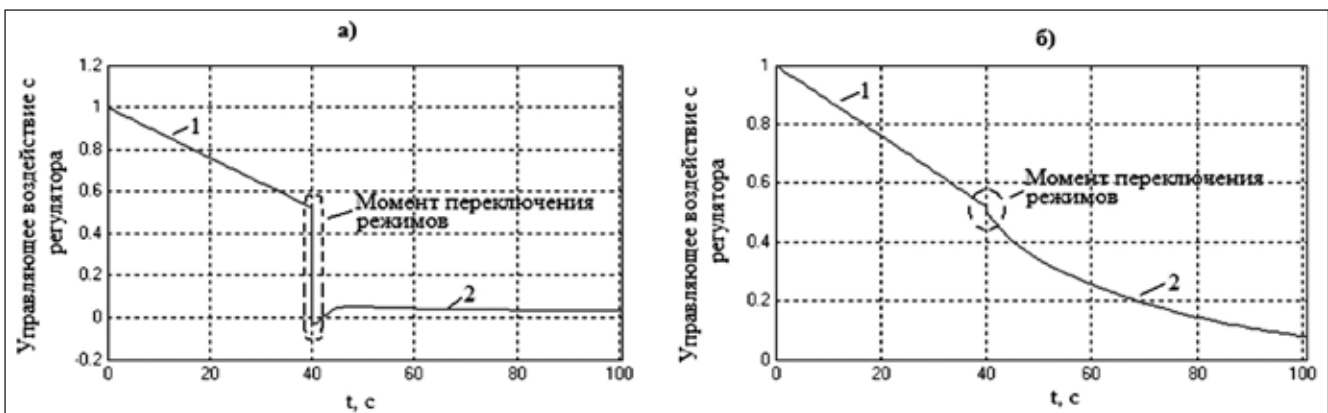 а)
Управляющее воздействие с
регулятора
1.2
1
0.8
0.6
0.4
0.2
0
-0.2
1
Момент переключения
режимов
2
0
20
40
60
80
100
t, с
б)
Управляющее воздействие с
регулятора
1
0.8
0.6
0.4
0.2
0
1
Момент переключения
режимов
2
0
20
40
60
80
100
t, с